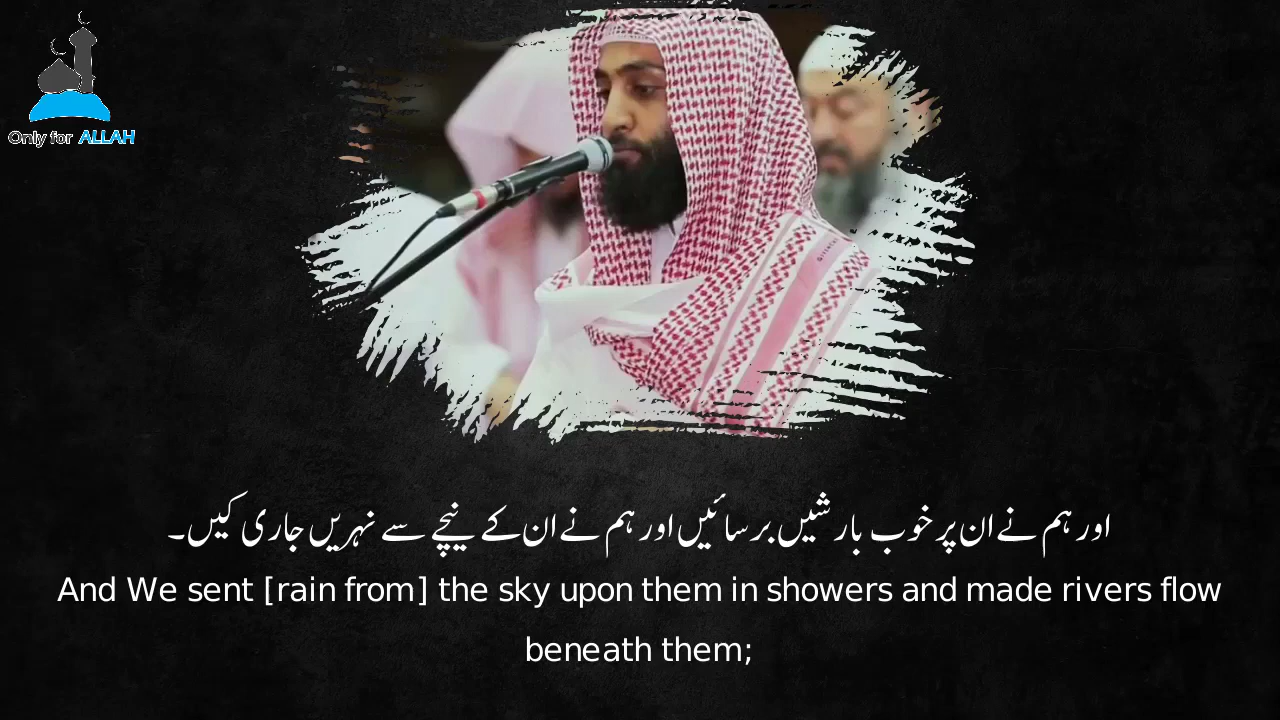 Only for ALLAH
اور ہم نے ان پر خوب بارشیں برسائیں اور ہم نے ان کے نیچے سے نہریں جاری کیں۔
And We sent [rain from] the sky upon them in showers and made rivers flow
beneath them;